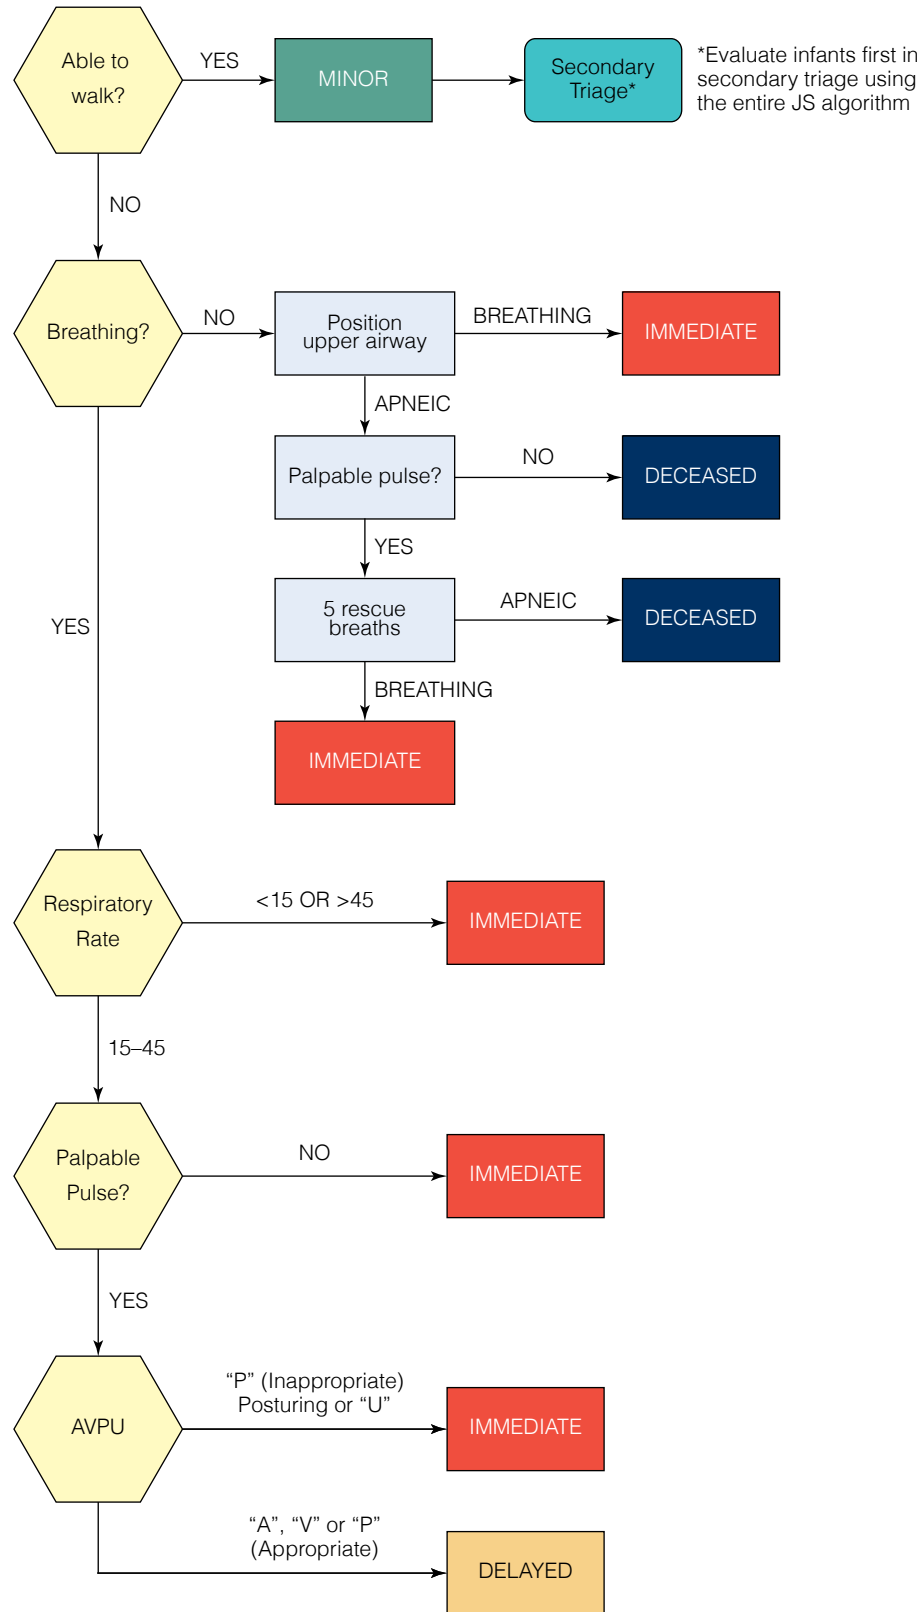 Able to
walk?
YES
MINOR
Secondary
Triage*
*Evaluate infants first in
secondary triage using
the entire JS algorithm
NO
Breathing?
NO
Position
upper airway
BREATHING
IMMEDIATE
APNEIC
Palpable pulse?
NO
DECEASED
YES
5 rescue
breaths
APNEIC
DECEASED
BREATHING
IMMEDIATE
YES
Respiratory
Rate
<15 OR >45
IMMEDIATE
15–45
Palpable
Pulse?
NO
IMMEDIATE
YES
AVPU
“P” (Inappropriate)
Posturing or “U”
IMMEDIATE
“A”, “V” or “P”
(Appropriate)
DELAYED